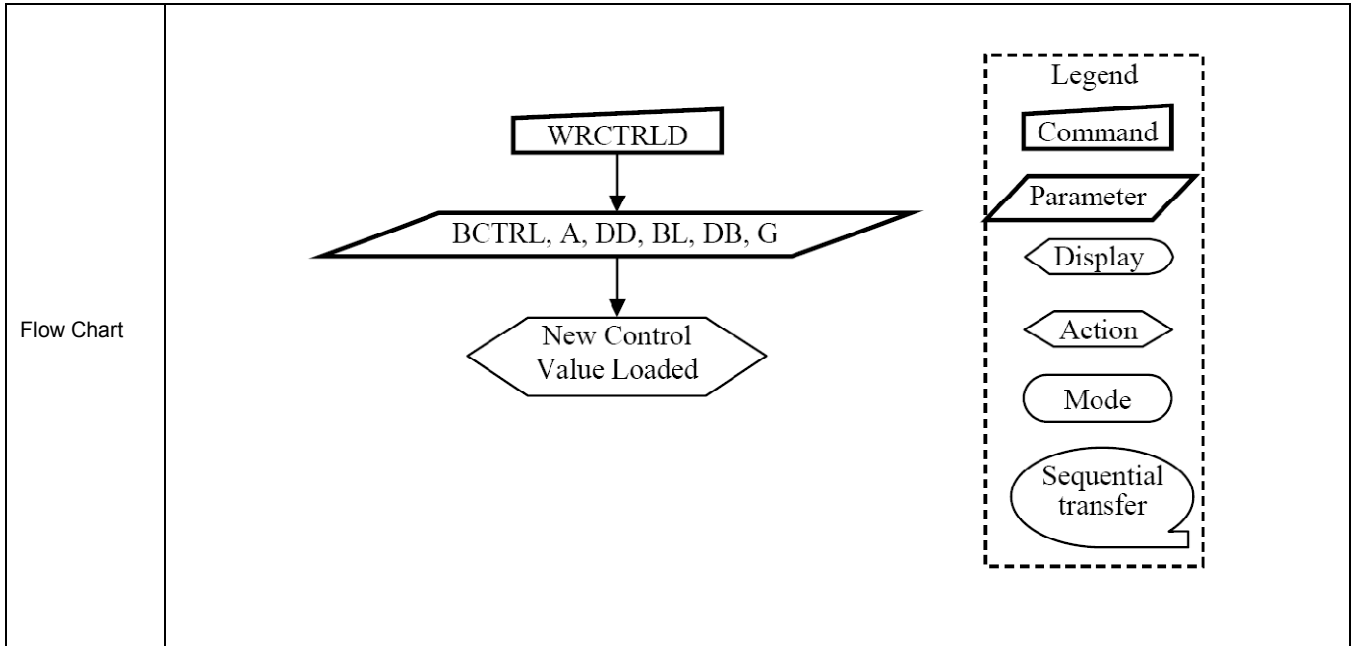 Flow Chart
WRCTRLD
BCTRL, A, DD, BL, DB, G
New Control
Value Loaded
Legend
Command
Parameter
Display
Action
Mode
Sequential
transfer